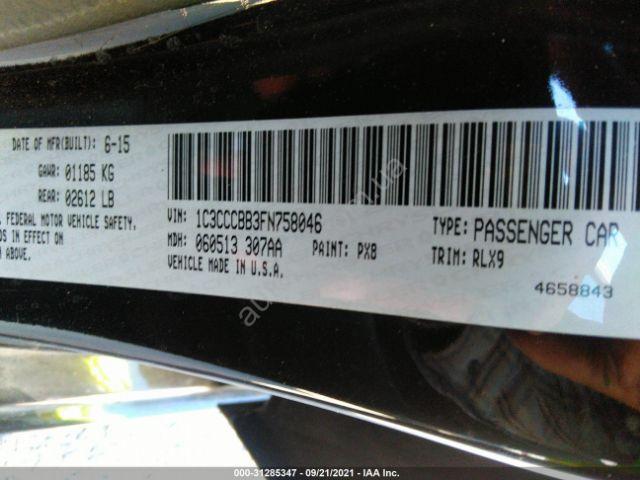 DATE OF MFR(BUILT): 6-15
GAWR: 01185 KG
REAR: 02612 LB
FEDERAL MOTOR VEHICLE SAFETY.
IN EFFECT ON
ABOVE.
VIN: 1C3CCCBB3FN758046
MDH: 060513 307AA PAINT: PX8
VEHICLE MADE IN U.S.A.
TYPE: PASSENGER CAR
TRIM: RLX9
4658843
000-31285347 - 09/21/2021 - IAA Inc.